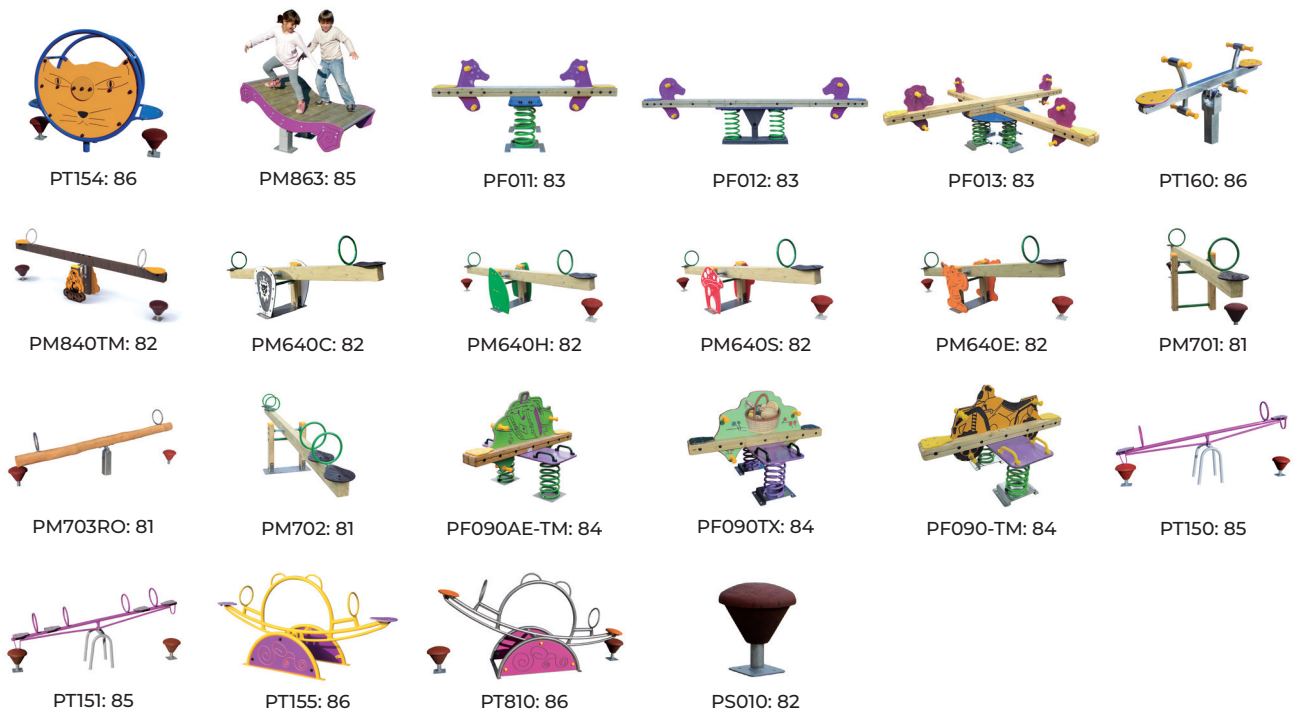 PT154: 86
PM863: 85
PF011: 83
PF012: 83
PF013: 83
PT160: 86
PM840TM: 82
PM640C: 82
PM640H: 82
PM640S: 82
PM640E: 82
PM701: 81
PM703RO: 81
PM702: 81
PF090AE-TM: 84
PF090TX: 84
PF090-TM: 84
PT150: 85
PT151: 85
PT155: 86
PT810: 86
PS010: 82